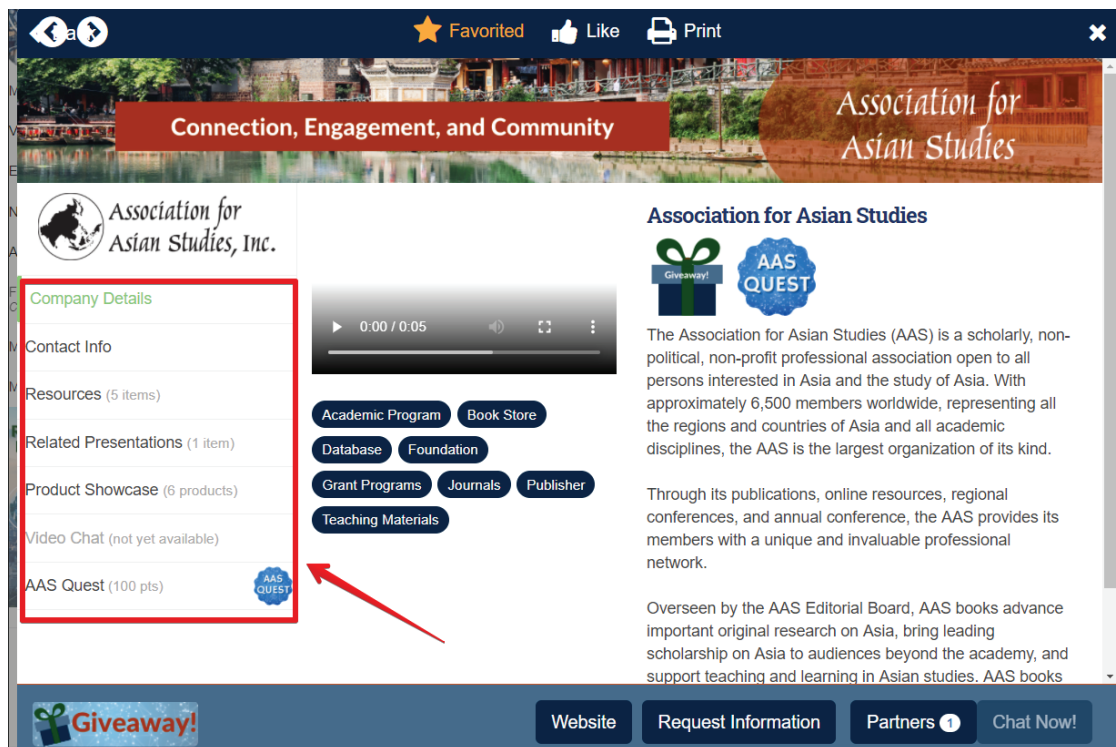 Favorited
Like
Print
Connection, Engagement, and Community
Association for
Asian Studies
Association for
Asian Studies, Inc.
Company Details
Contact Info
Resources (5 items)
Related Presentations (1 item)
Product Showcase (6 products)
Video Chat (not yet available)
AAS Quest (100 pts)
AAS
QUEST
0:00 / 0:05
Academic Program
Book Store
Database
Foundation
Grant Programs
Journals
Publisher
Teaching Materials
Association for Asian Studies
Giveaway!
AAS
QUEST
The Association for Asian Studies (AAS) is a scholarly, non-
political, non-profit professional association open to all
persons interested in Asia and the study of Asia. With
approximately 6,500 members worldwide, representing all
the regions and countries of Asia and all academic
disciplines, the AAS is the largest organization of its kind.
Through its publications, online resources, regional
conferences, and annual conference, the AAS provides its
members with a unique and invaluable professional
network.
Overseen by the AAS Editorial Board, AAS books advance
important original research on Asia, bring leading
scholarship on Asia to audiences beyond the academy, and
support teaching and learning in Asian studies. AAS books
Giveaway!
Website
Request Information
Partners 1
Chat Now!